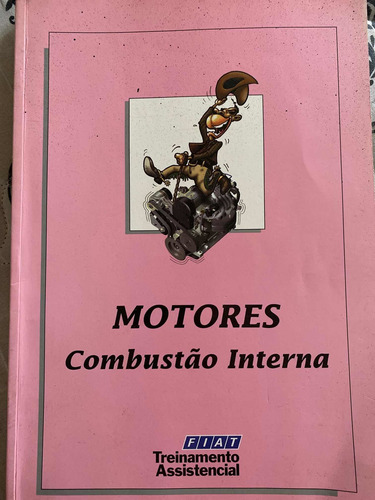 MOTORES
Combustão Interna
FIAT
Treinamento
Assistencial